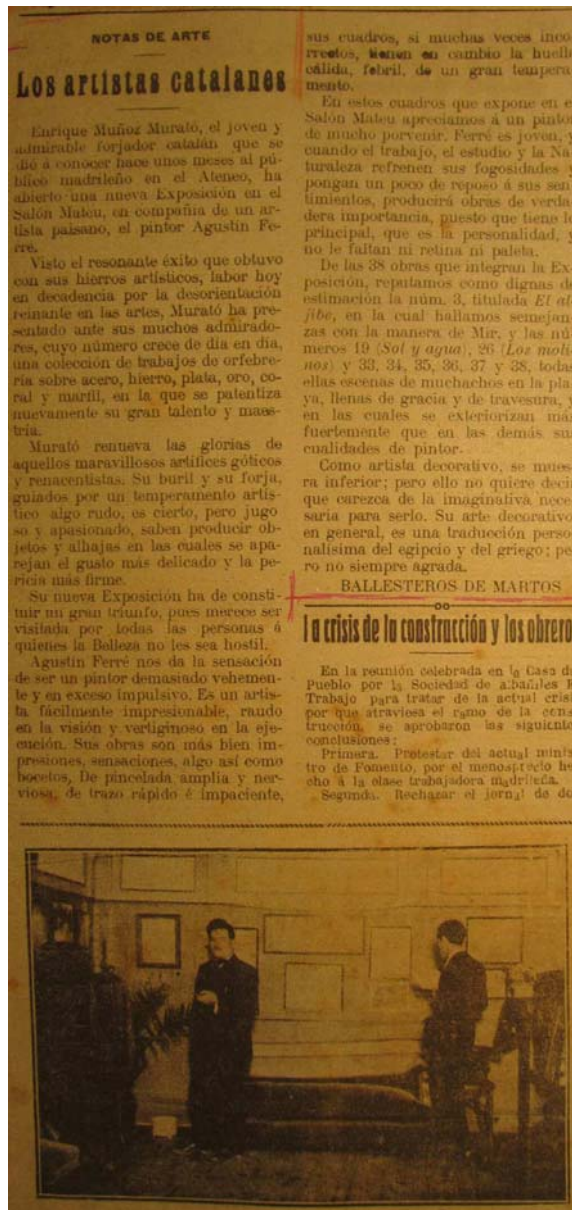 NOTAS DE ARTE
Los artistas catalanes
Enrique Muñoz Murató, el joven y
admirable forjador catalán que se
dió á conocer hace unos meses al pú-
blico madrileño en el Ateneo, ha
abierto una nueva Exposición en el
Salón Mateu, en compañía de un ar-
tista paisano, el pintor Agustin Fe-
rre.
Visto el resonante éxito que obtuvo
con sus hierros artísticos, labor hoy
en decadencia por la desorientación
reinante en las artes, Murató ha pre-
sentado ante sus muchos admirado-
res, cuyo número crece de día en día,
una colección de trabajos de orfebre-
ría sobre acero, hierro, plata, oro, co-
ral y marfil, en la que se patentiza
nuevamente su gran talento y maes-
tría.
Murató renueva las glorias de
aquellos maravillosos artífices góticos
y renacentistas. Su buril y su forja,
guiados por un temperamento artís-
tico algo rudo, es cierto, pero jugo
so y apasionado, saben producir ob-
jetos y alhajas en las cuales se apa-
rejan el gusto más delicado y la pe-
ricia más firme.
Su nueva Exposición ha de consti-
tuir un gran triunfo, pues merece ser
visitada por todas las personas á
quienes la Belleza no les sea hostil.
Agustín Ferré nos da la sensación
de ser un pintor demasiado vehemen-
te y en exceso impulsivo. Es un artis-
ta fácilmente impresionable, raudo
en la visión y vertiginoso en la eje-
cución. Sus obras son más bien im-
presiones, sensaciones, algo así como
bocetos, De pincelada amplia y ner-
viosa, de trazo rápido é impaciente,
sus cuadros, si muchas veces inco-
rrectos, tienen en cambio la huella
cálida, febril, de un gran tempera-
mento.
En estos cuadros que expone en el
Salón Mateu apreciamos á un pintor
de mucho porvenir. Ferré es joven, y
cuando el trabajo, el estudio y la Na-
turaleza refrenen sus fogosidades y
pongan un poco de reposo á sus sen-
timientos, producirá obras de verda-
dera importancia, puesto que tiene lo
principal, que es la personalidad, y
no le faltan ni retina ni paleta.
De las 38 obras que integran la Ex-
posición, reputamos como dignas de
estimación la núm. 3, titulada El al-
jibe, en la cual hallamos semejan-
zas con la manera de Mir, y las nú-
meros 19 (Sol y agua), 26 (Los moli-
nos) y 33, 34, 35, 36, 37 y 38, todas
ellas escenas de muchachos en la pla-
ya, llenas de gracia y de travesura, y
en las cuales se exteriorizan más
fuertemente que en las demás sus
cualidades de pintor.
Como artista decorativo, se mues-
ra inferior; pero ello no quiere decir
que carezca de la imaginativa nece-
saria para serlo. Su arte decorativo,
en general, es una traducción perso-
nalísima del egipcio y del griego; pe-
ro no siempre agrada.
BALLESTEROS DE MARTOS
La crisis de la construcción y los obreros
En la reunión celebrada en la Casa de
Pueblo por la Sociedad de albañiles El
Trabajo para tratar de la actual crisis
por que atraviesa el ramo de la cons-
trucción, se aprobaron las siguientes
conclusiones:
Primera. Protestar del actual minis-
tro de Fomento, por el menosprecio he-
cho á la clase trabajadora madrileña.
Segunda. Rechazar el jornal de do